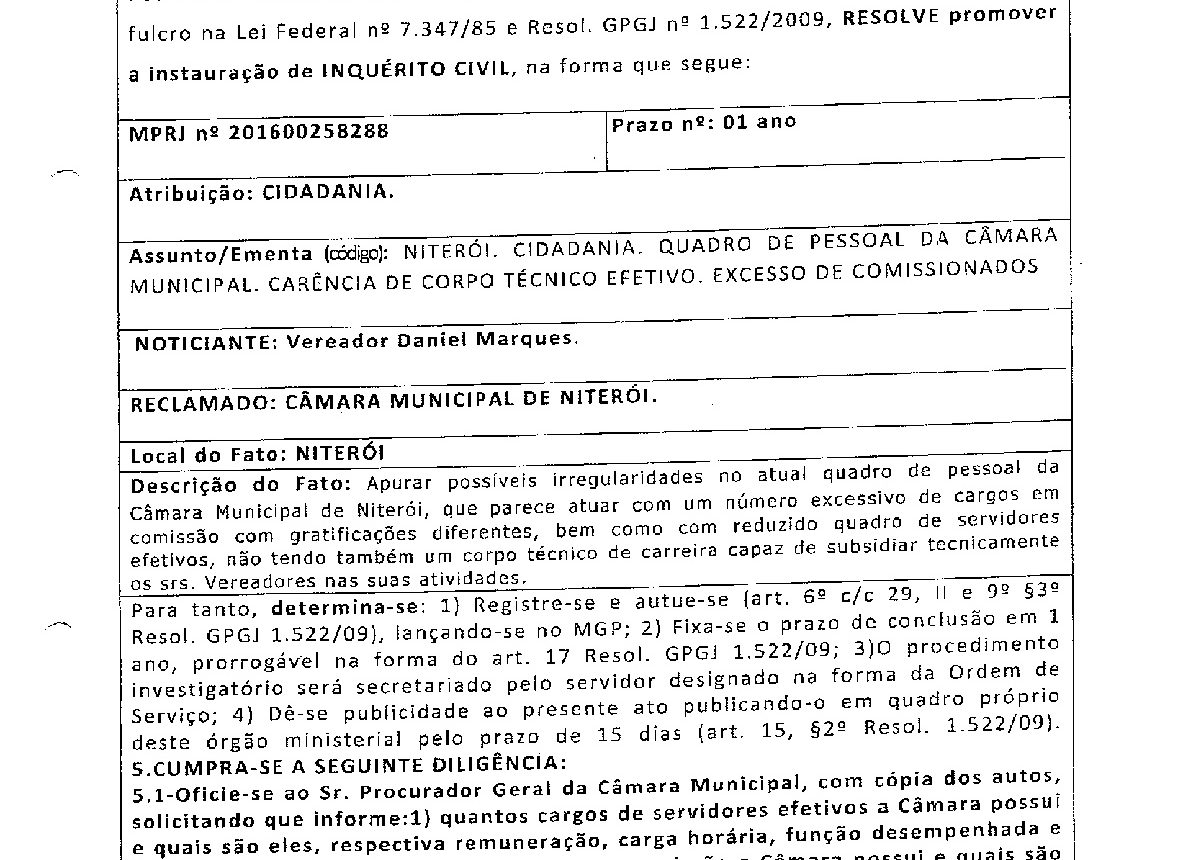 fulcro na Lei Federal nº 7.347/85 e Resol. GPGJ nº 1.522/2009, RESOLVE promover
a instauração de INQUÉRITO CIVIL, na forma que segue:
MPRJ nº 201600258288
Prazo nº: 01 ano
Atribuição: CIDADANIA.
Assunto/Ementa (código): NITERÓI. CIDADANIA. QUADRO DE PESSOAL DA CÂMARA
MUNICIPAL. CARÊNCIA DE CORPO TÉCNICO EFETIVO. EXCESSO DE COMISSIONADOS
NOTICIANTE: Vereador Daniel Marques.
RECLAMADO: CÂMARA MUNICIPAL DE NITERÓI.
Local do Fato: NITERÓI
Descrição do Fato: Apurar possíveis irregularidades no atual quadro de pessoal da
Câmara Municipal de Niterói, que parece atuar com um número excessivo de cargos em
comissão com gratificações diferentes, bem como com reduzido quadro de servidores
efetivos, não tendo também um corpo técnico de carreira capaz de subsidiar tecnicamente
os srs. Vereadores nas suas atividades.
Para tanto, determina-se: 1) Registre-se e autue-se (art. 6º c/c 29, II e 9º §3º
Resol. GPGJ 1.522/09), lançando-se no MGP; 2) Fixa-se o prazo de conclusão em 1
ano, prorrogável na forma do art. 17 Resol. GPGJ 1.522/09; 3)O procedimento
investigatório será secretariado pelo servidor designado na forma da Ordem de
Serviço; 4) Dê-se publicidade ao presente ato publicando-o em quadro próprio
deste órgão ministerial pelo prazo de 15 dias (art. 15, §2º Resol. 1.522/09).
5.CUMPRA-SE A SEGUINTE DILIGÊNCIA:
5.1-Oficie-se ao Sr. Procurador Geral da Câmara Municipal, com cópia dos autos,
solicitando que informe:1) quantos cargos de servidores efetivos a Câmara possui
e quais são eles, respectiva remuneração, carga horária, função desempenhada e
a Câmara possui e quais são